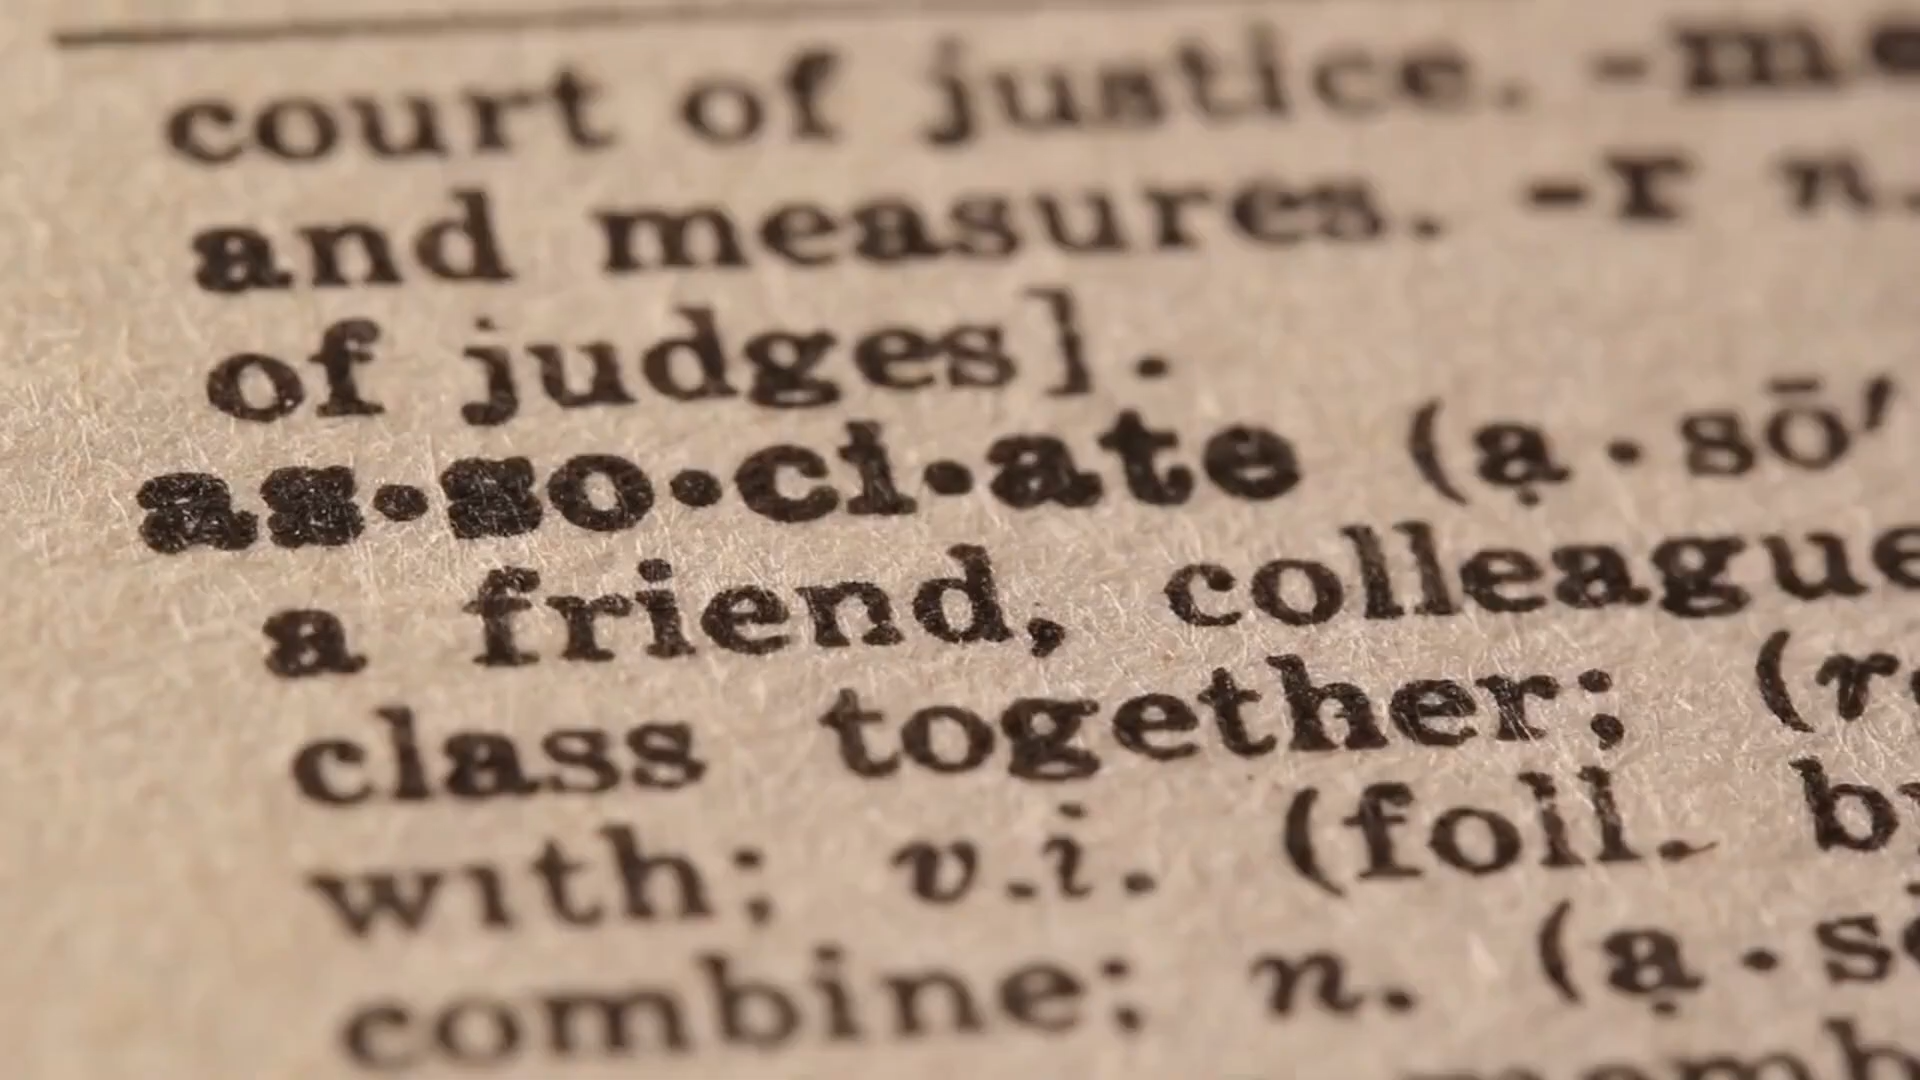 court of justice. -me
and measures. -r n.
of judges].
as·so·ci·ate (ạ·sō′
a friend, colleague
class together; (r
with; v.i. (foll. b
combine; n. (ạ·s
memb